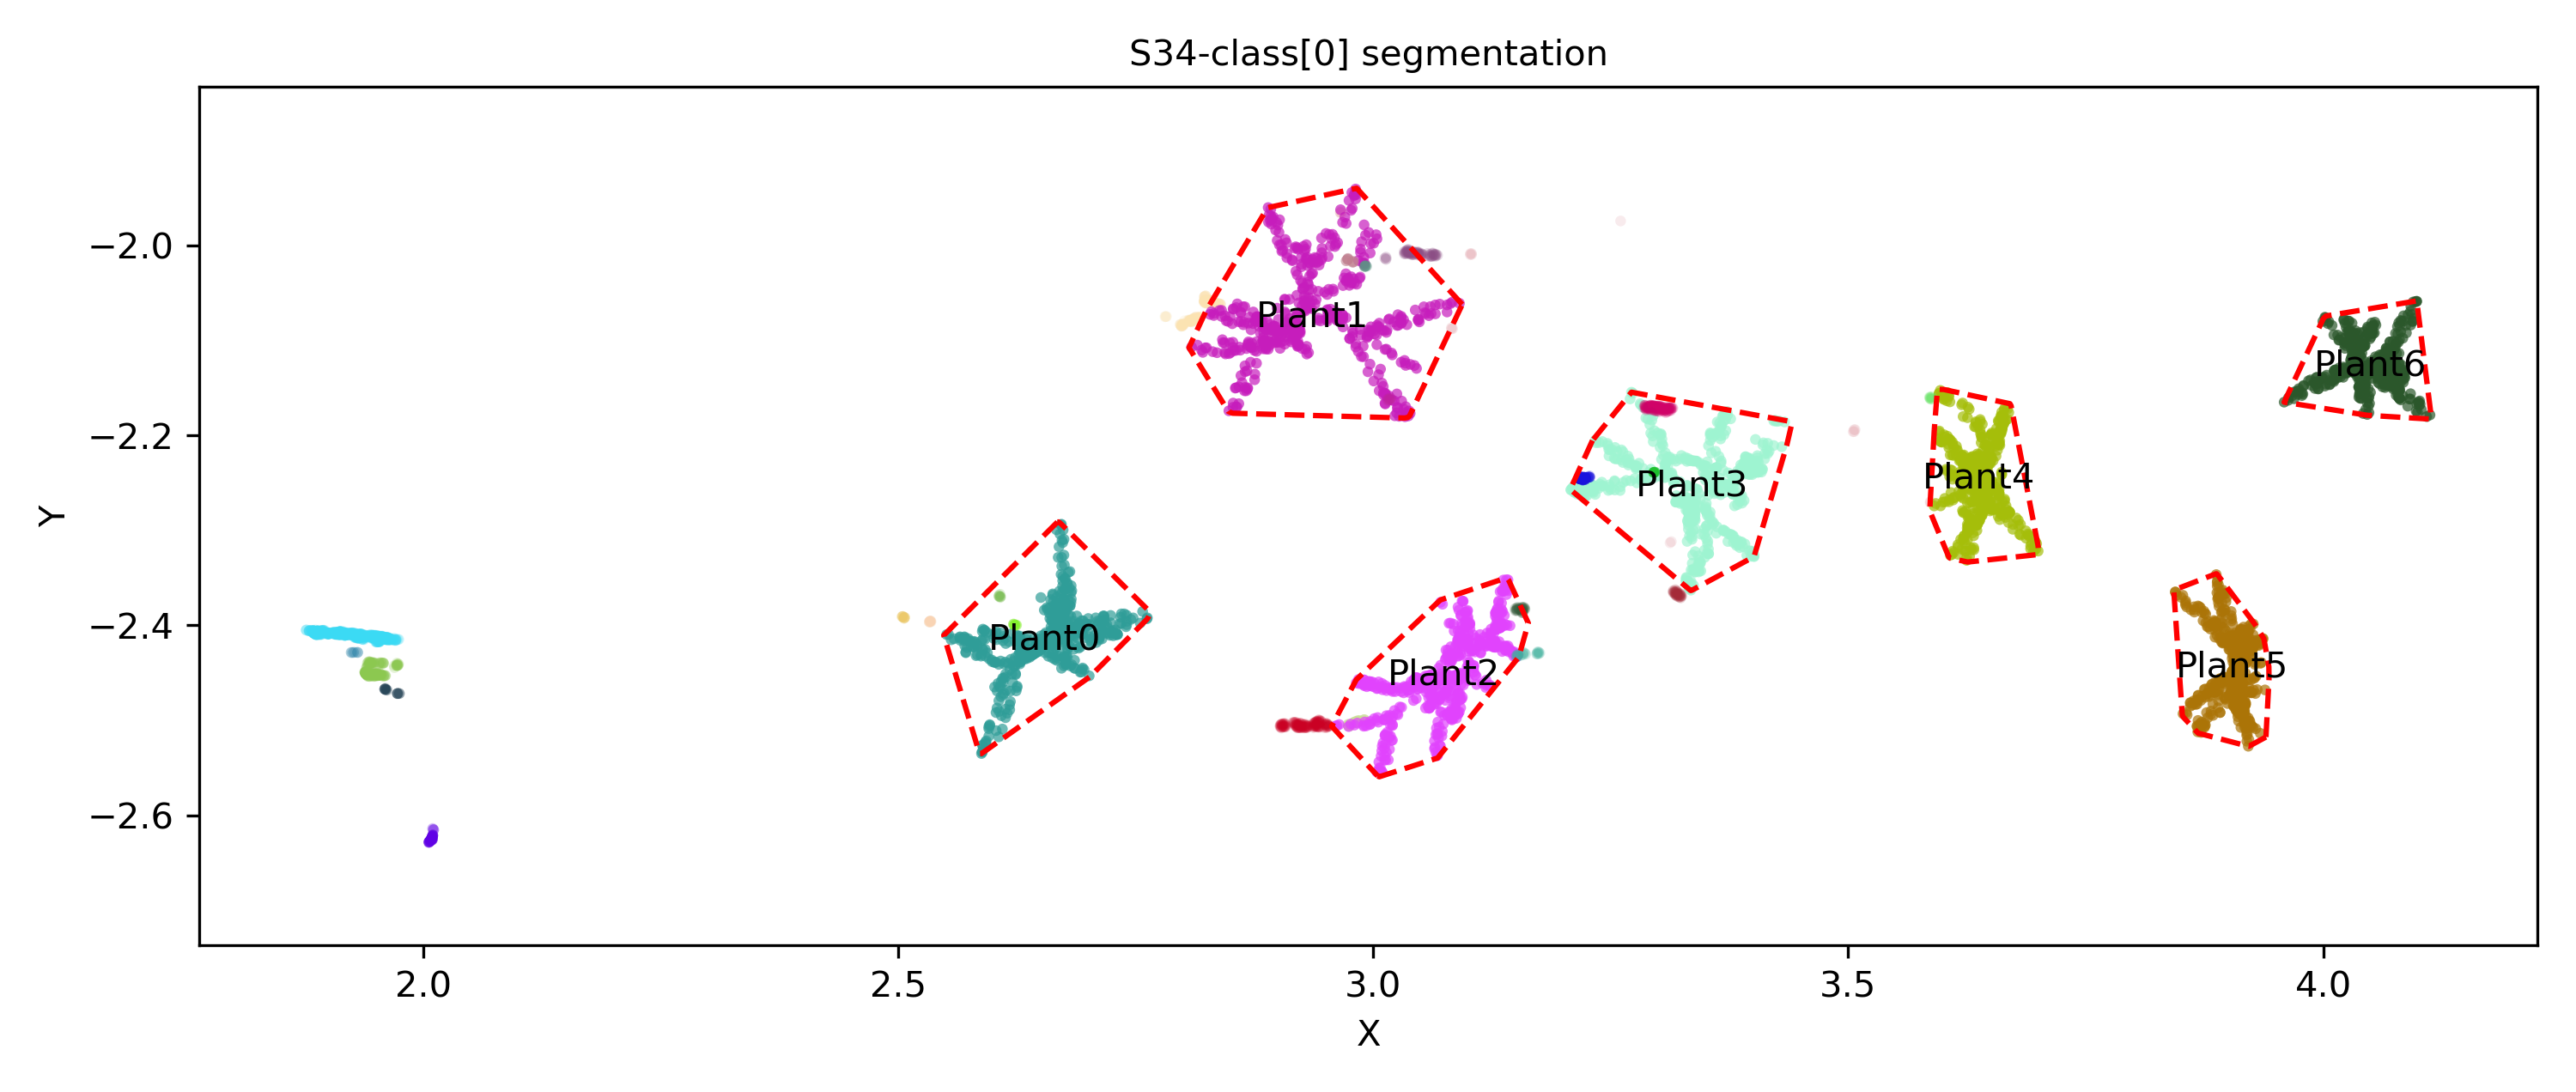 S34-class[0] segmentation
−2.0
−2.2
−2.4
−2.6
Y
Plant1
Plant6
Plant4
Plant3
Plant0
Plant5
Plant2
2.0
2.5
3.0
3.5
4.0
X